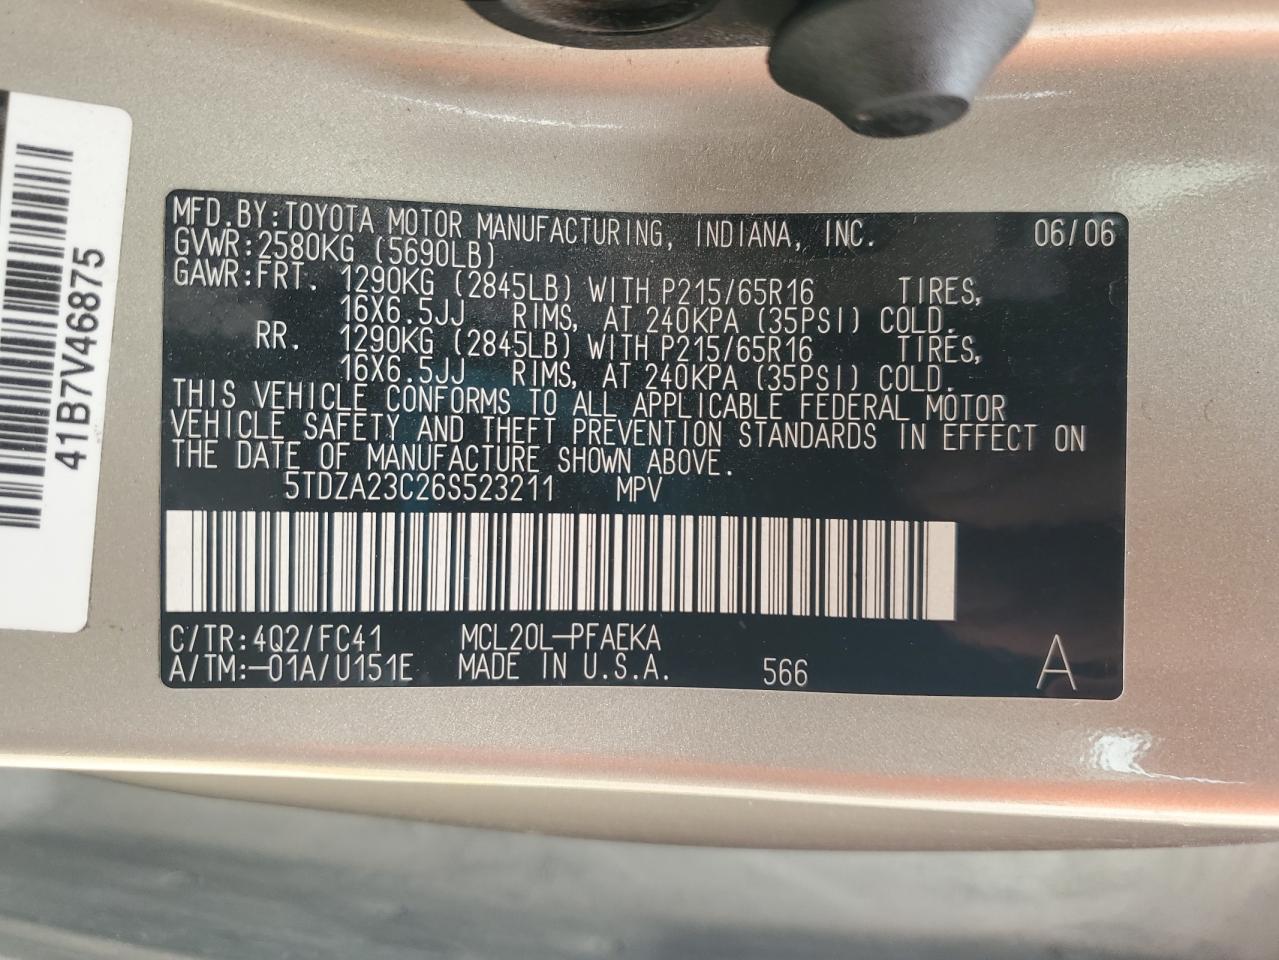 MFD.BY:TOYOTA MOTOR MANUFACTURING, INDIANA, INC. 06/06
GVWR:2580KG (5690LB)
GAWR:FRT. 1290KG (2845LB) WITH P215/65R16 TIRES,
16X6.5JJ RIMS, AT 240KPA (35PSI) COLD.
RR. 1290KG (2845LB) WITH P215/65R16 TIRES,
16X6.5JJ RIMS, AT 240KPA (35PSI) COLD.
THIS VEHICLE CONFORMS TO ALL APPLICABLE FEDERAL MOTOR
VEHICLE SAFETY AND THEFT PREVENTION STANDARDS IN EFFECT ON
THE DATE OF MANUFACTURE SHOWN ABOVE.
5TDZA23C26S523211 MPV
C/TR:4Q2/FC41 MCL20L-PFAEKA
A/TM:-01A/U151E MADE IN U.S.A. 566 A
41B7V46875